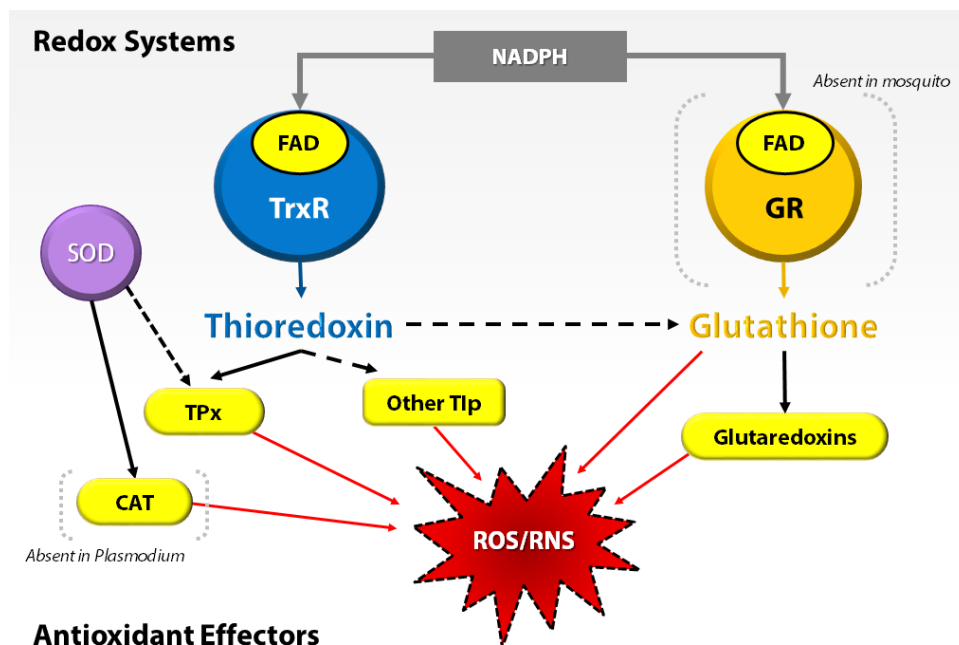 Redox Systems
NADPH
Absent in mosquito
FAD
FAD
TrxR
GR
SOD
Thioredoxin
Glutathione
TPx
Other TIp
Glutaredoxins
CAT
ROS/RNS
Absent in Plasmodium
Antioxidant Effectors